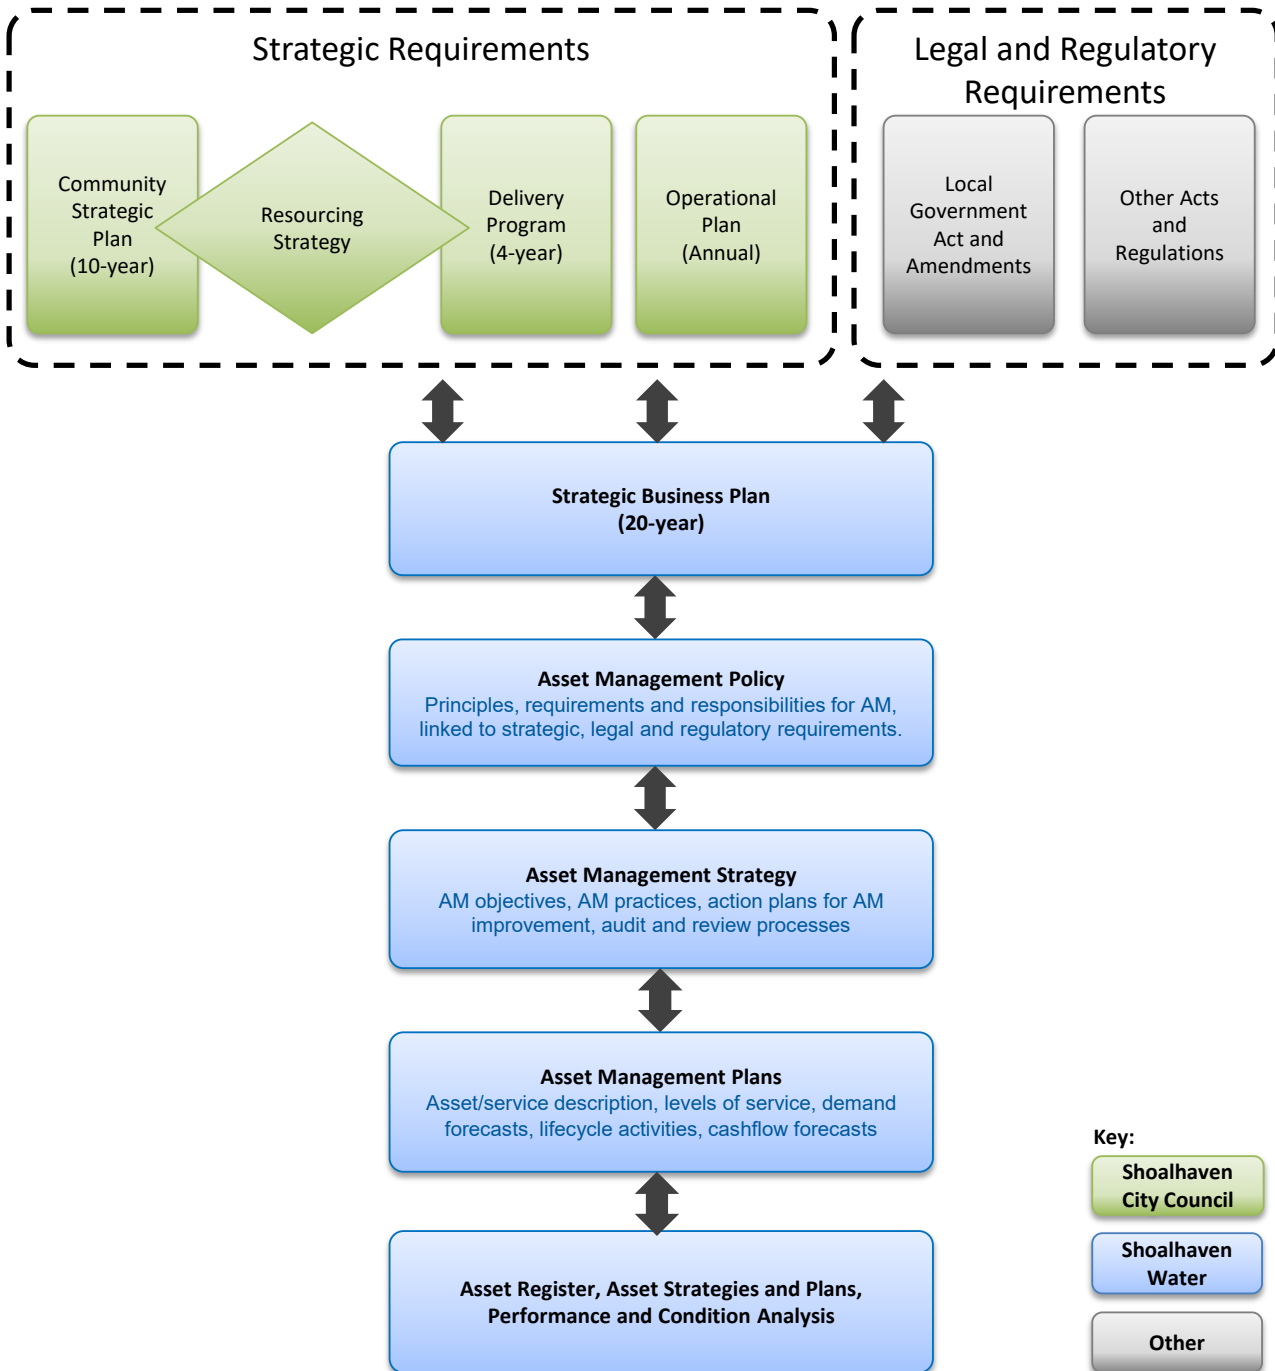 Strategic Requirements
Community
Strategic
Plan
(10-year)
Resourcing
Strategy
Delivery
Program
(4-year)
Operational
Plan
(Annual)
Legal and Regulatory
Requirements
Local
Government
Act and
Amendments
Other Acts
and
Regulations
Strategic Business Plan
(20-year)
Asset Management Policy
Principles, requirements and responsibilities for AM,
linked to strategic, legal and regulatory requirements.
Asset Management Strategy
AM objectives, AM practices, action plans for AM
improvement, audit and review processes
Asset Management Plans
Asset/service description, levels of service, demand
forecasts, lifecycle activities, cashflow forecasts
Asset Register, Asset Strategies and Plans,
Performance and Condition Analysis
Key:
Shoalhaven
City Council
Shoalhaven
Water
Other